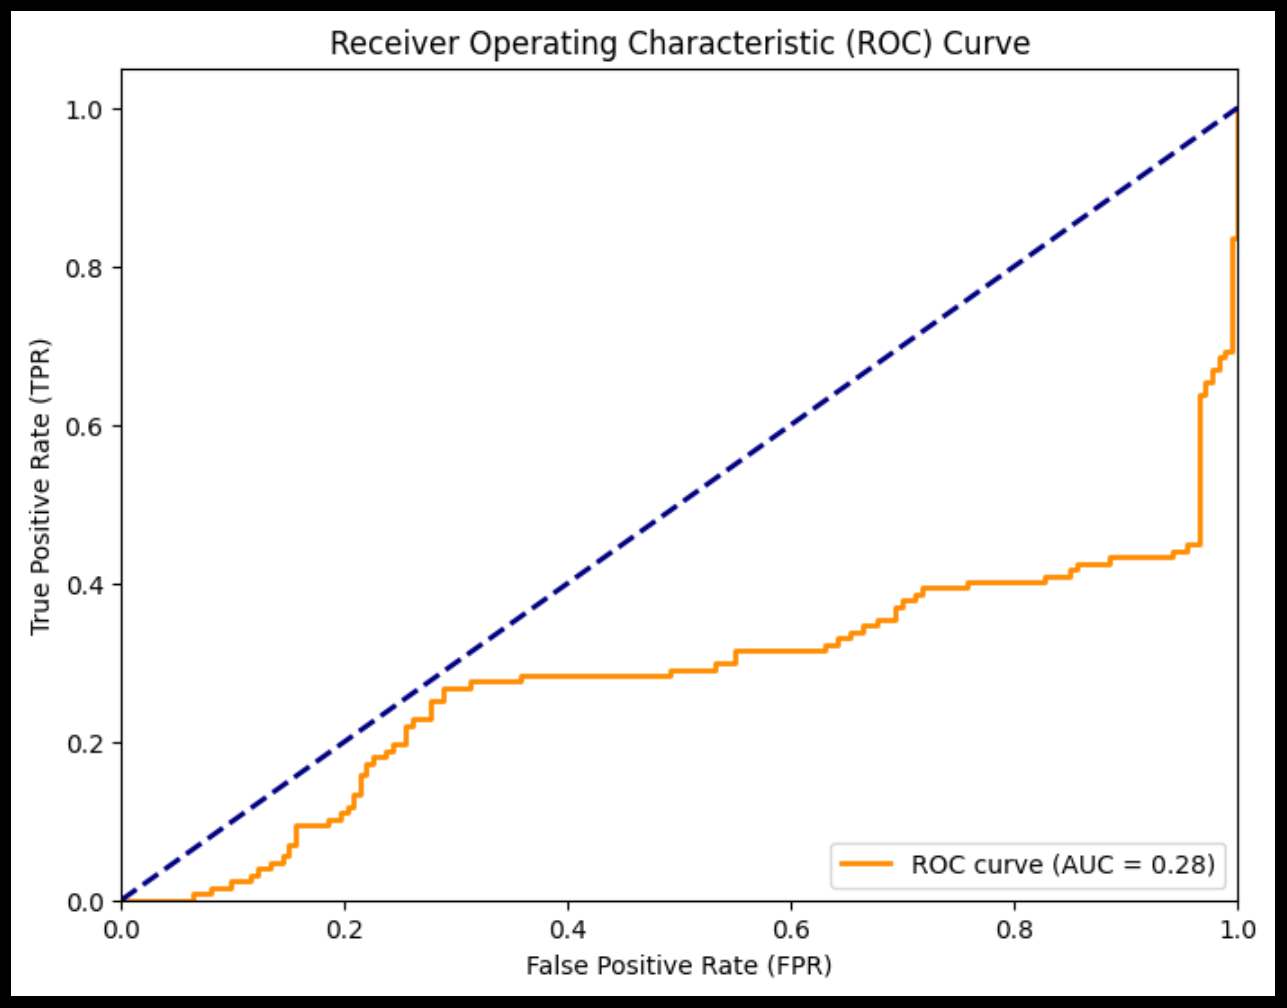 Receiver Operating Characteristic (ROC) Curve
True Positive Rate (TPR)
1.0
0.8
0.6
0.4
0.2
0.0
ROC curve (AUC = 0.28)
0.0 0.2 0.4 0.6 0.8 1.0
False Positive Rate (FPR)